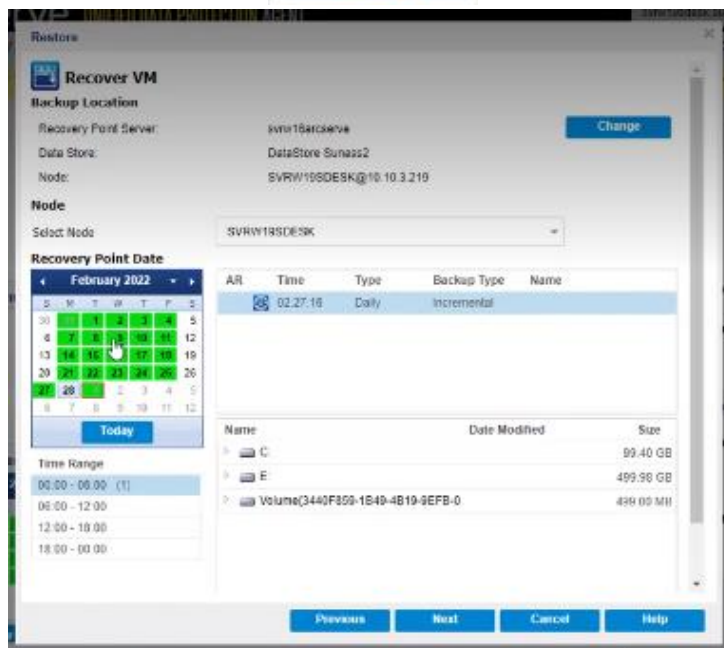 UNIFIED DATA PROTECTION AGENT
Restore
Recover VM
Backup Location
Recovery Point Server: svrw16arcserve Change
Data Store: DataStore Sunass2
Node: SVRW19SDESK@10.10.3.219
Node
Select Node SVRW19SDESK
Recovery Point Date
February 2022
S M T W T F S
30 31 1 2 3 4 5
6 7 8 9 10 11 12
13 14 15 17 18 19
20 21 22 23 24 25 26
27 28 1 2 3 4 5
6 7 8 9 10 11 12
Today
AR Time Type Backup Type Name
02:27:16 Daily Incremental
Time Range
00:00 - 06:00 (1)
06:00 - 12:00
12:00 - 18:00
18:00 - 00:00
Name Date Modified Size
C: 99.40 GB
E: 499.98 GB
Volume(3440F859-1B49-4B19-9EFB-0 499.00 MB
Previous Next Cancel Help